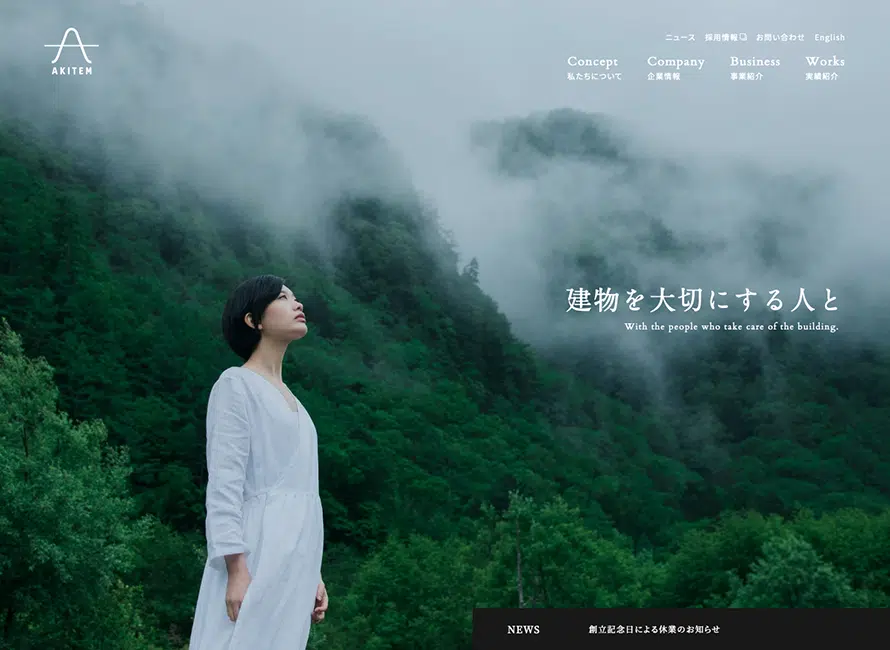 AKITEM
ニュース 採用情報 お問い合わせ English
Concept Company Business Works
私たちについて 企業情報 事業紹介 実績紹介
建物を大切にする人と
With the people who take care of the building.
NEWS 創立記念日による休業のお知らせ